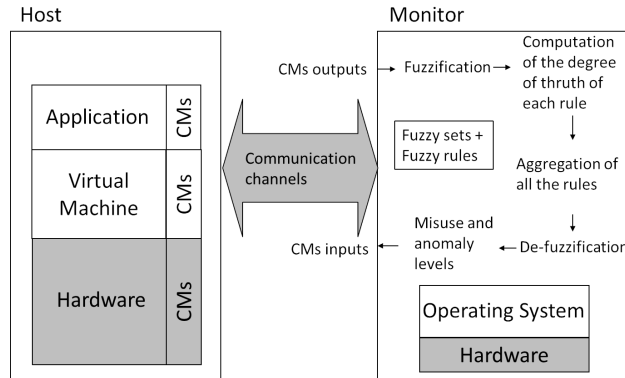 Host
Monitor
Application
CMs
Virtual
Machine
CMs
Hardware
CMs
Communication
channels
CMs outputs
Fuzzification
Computation
of the degree
of thruth of
each rule
Fuzzy sets +
Fuzzy rules
Aggregation of
all the rules
De-fuzzification
Misuse and
anomaly
levels
CMs inputs
Operating System
Hardware